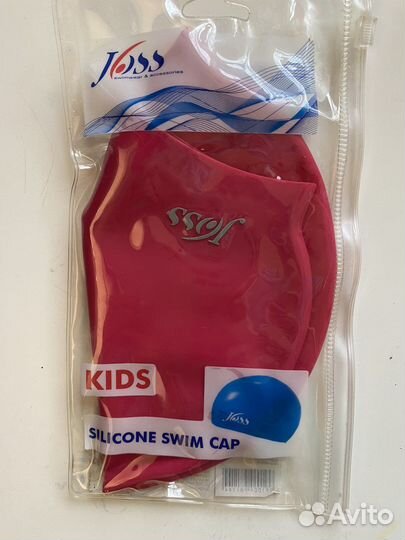 Joss
swimwear & accessories
Joss
KIDS
Joss
SILICONE SWIM CAP
Avito